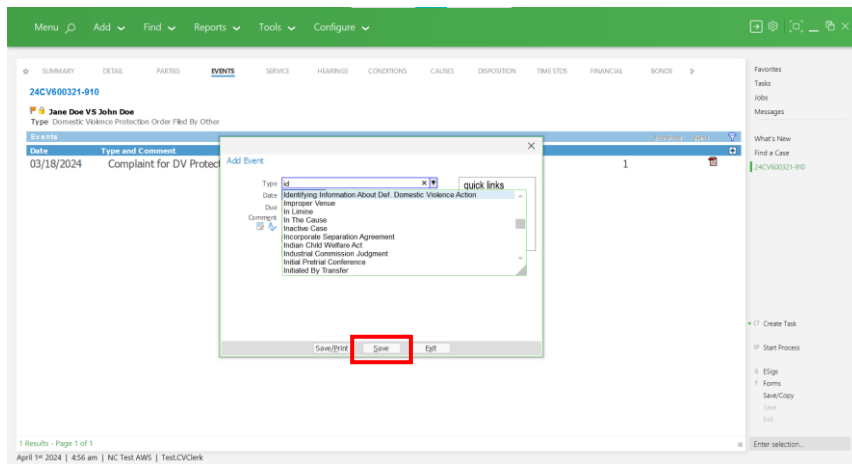 Menu Add Find Reports Tools Configure
SUMMARY DETAIL PARTIES EVENTS SERVICE HEARINGS CONDITIONS CAUSES DISPOSITION TIME STDS FINANCIAL BONDS
24CV600321-910
Jane Doe VS John Doe
Type Domestic Violence Protection Order Filed By Other
Events
Date Type and Comment
03/18/2024 Complaint for DV Protect 1
Add Event
Type id quick links
Date Identifying Information About Def. Domestic Violence Action
Due Improper Venue
In Limine
Comment In The Cause
Inactive Case
Incorporate Separation Agreement
Indian Child Welfare Act
Industrial Commission Judgment
Initial Pretrial Conference
Initiated By Transfer
Save/Print Save Exit
Favorites
Tasks
Jobs
Messages
What's New
Find a Case
24CV600321-910
CT Create Task
SP Start Process
ESigs
F Forms
Save/Copy
Save
Exit
1 Results - Page 1 of 1
Enter selection...
April 1st 2024 | 4:56 am | NC Test AWS | Test.CVClerk